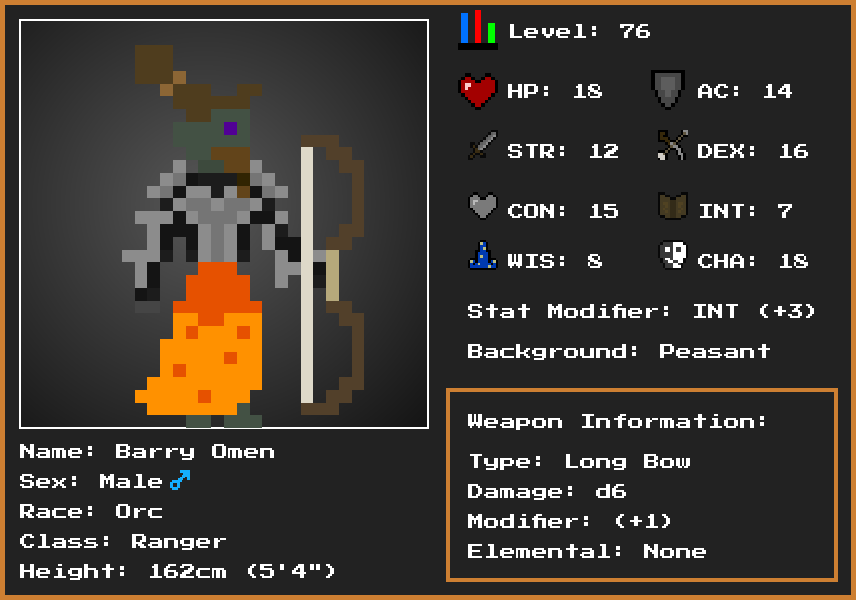 Level: 76
HP: 18 AC: 14
STR: 12 DEX: 16
CON: 15 INT: 7
WIS: 8 CHA: 18
Stat Modifier: INT (+3)
Background: Peasant
Weapon Information:
Type: Long Bow
Damage: d6
Modifier: (+1)
Elemental: None
Name: Barry Omen
Sex: Male♂
Race: Orc
Class: Ranger
Height: 162cm (5'4")